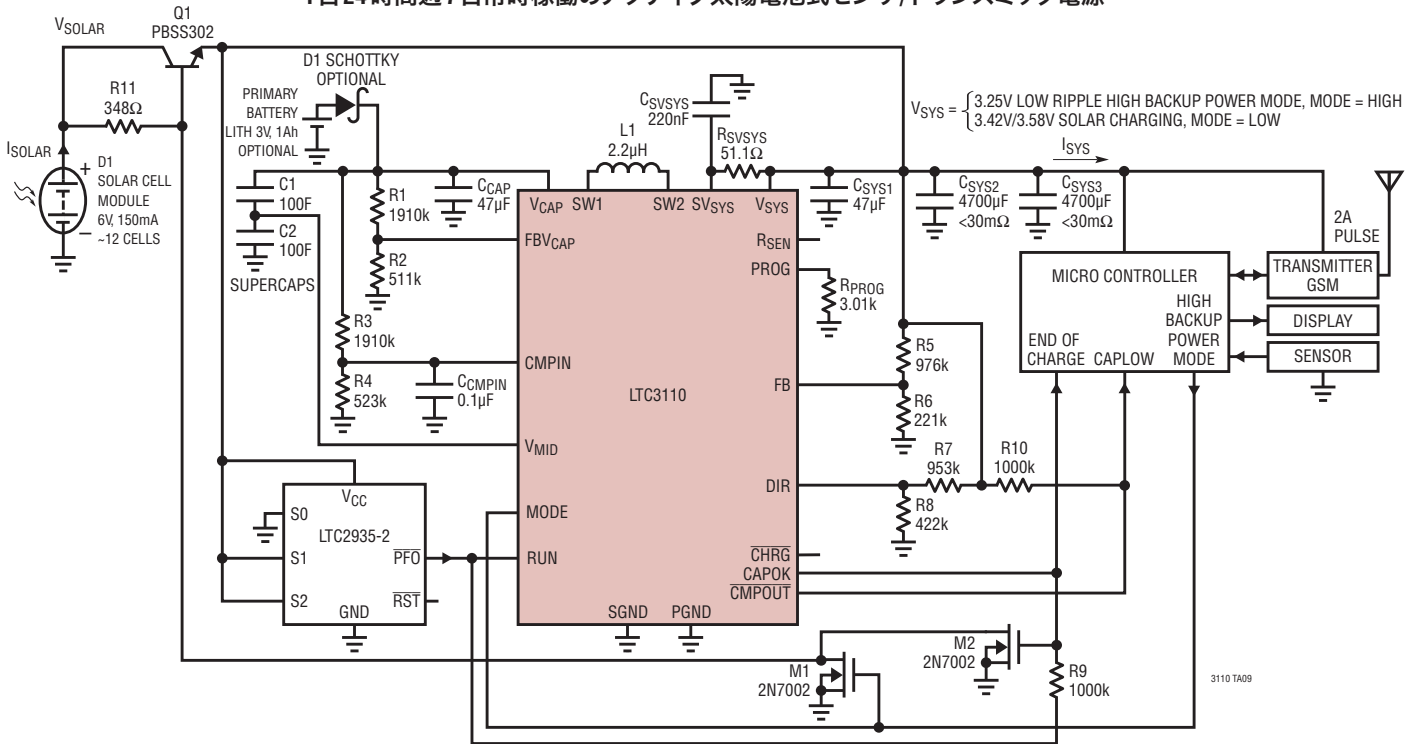 1日24時間週7日常時稼働のアクティブ太陽電池式センサ/トランスミッタ電源
Q1
PBSS302
VSOLAR
R11
348Ω
ISOLAR
D1
SOLAR CELL
MODULE
6V, 150mA
~12 CELLS
+
–
D1 SCHOTTKY
OPTIONAL
PRIMARY
BATTERY
LITH 3V, 1Ah
OPTIONAL
C1
100F
C2
100F
SUPERCAPS
R1
1910k
R2
511k
CCAP
47µF
R3
1910k
R4
523k
CCMPIN
0.1µF
L1
2.2µH
CSVSYS
220nF
RSVSYS
51.1Ω
VSYS = { 3.25V LOW RIPPLE HIGH BACKUP POWER MODE, MODE = HIGH
3.42V/3.58V SOLAR CHARGING, MODE = LOW
ISYS
CSYS1
47µF
CSYS2
4700µF
<30mΩ
CSYS3
4700µF
<30mΩ
2A
PULSE
VCAP SW1 SW2 SVSYS VSYS
FBVCAP
RSEN
PROG
RPROG
3.01k
CMPIN
LTC3110
FB
VMID
DIR
MODE
RUN
CHRG
CAPOK
CMPOUT
SGND PGND
R5
976k
R6
221k
R7
953k
R10
1000k
R8
422k
MICRO CONTROLLER
HIGH
BACKUP
POWER
MODE
END OF
CHARGE CAPLOW
TRANSMITTER
GSM
DISPLAY
SENSOR
VCC
S0
LTC2935-2
S1
PFO
S2
RST
GND
M1
2N7002
M2
2N7002
R9
1000k
3110 TA09